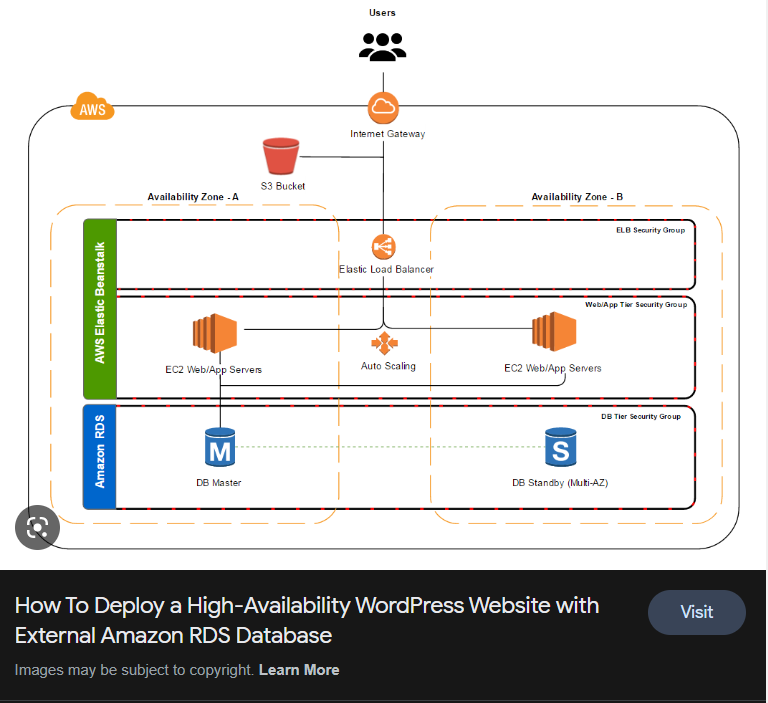 Users
AWS
Internet Gateway
S3 Bucket
Availability Zone - A
Availability Zone - B
ELB Security Group
Elastic Load Balancer
AWS Elastic Beanstalk
Web/App Tier Security Group
EC2 Web/App Servers
Auto Scaling
EC2 Web/App Servers
DB Tier Security Group
Amazon RDS
M
S
DB Master
DB Standby (Multi-AZ)
How To Deploy a High-Availability WordPress Website with
External Amazon RDS Database
Visit
Images may be subject to copyright. Learn More